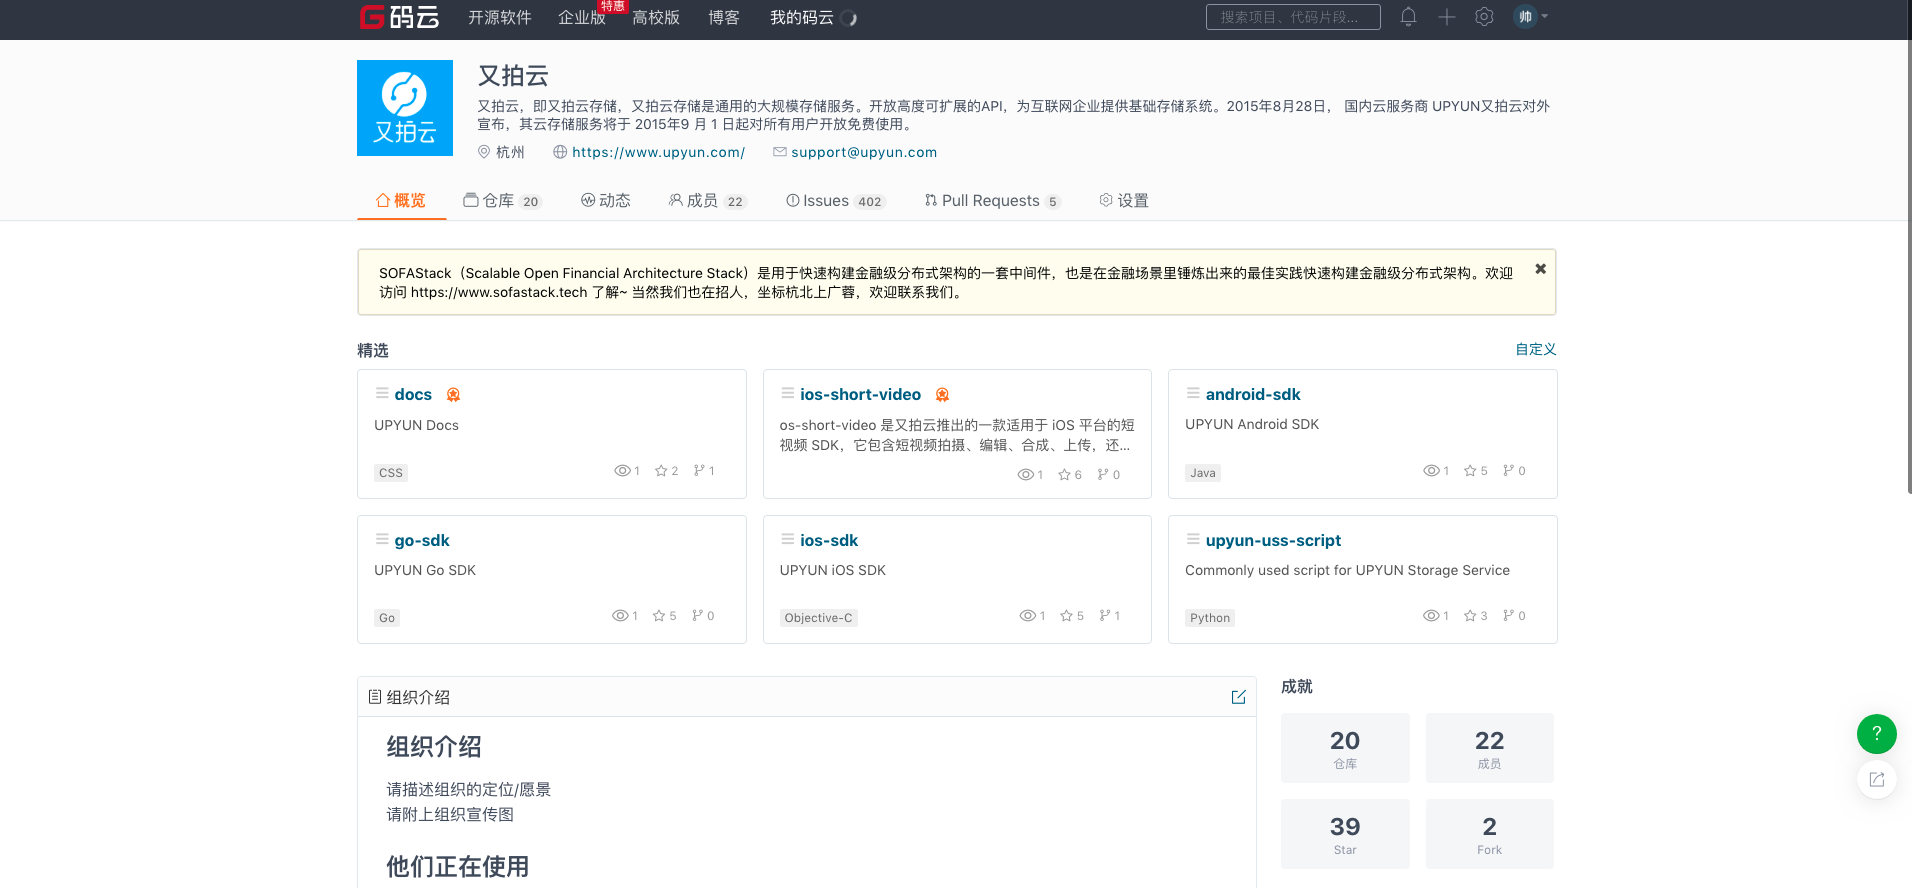 码云 开源软件 企业版 特惠 高校版 博客 我的码云 搜索项目、代码片段... 帅
又拍云
又拍云
又拍云，即又拍云存储，又拍云存储是通用的大规模存储服务。开放高度可扩展的API，为互联网企业提供基础存储系统。2015年8月28日， 国内云服务商 UPYUN又拍云对外
宣布，其云存储服务将于 2015年9 月 1 日起对所有用户开放免费使用。
杭州 https://www.upyun.com/ support@upyun.com
概览 仓库 20 动态 成员 22 Issues 402 Pull Requests 5 设置
SOFAStack（Scalable Open Financial Architecture Stack）是用于快速构建金融级分布式架构的一套中间件，也是在金融场景里锤炼出来的最佳实践快速构建金融级分布式架构。欢迎
访问 https://www.sofastack.tech 了解~ 当然我们也在招人，坐标杭北上广蓉，欢迎联系我们。
精选 自定义
docs
UPYUN Docs
CSS 1 2 1
ios-short-video
os-short-video 是又拍云推出的一款适用于 iOS 平台的短
视频 SDK，它包含短视频拍摄、编辑、合成、上传，还...
1 6 0
android-sdk
UPYUN Android SDK
Java 1 5 0
go-sdk
UPYUN Go SDK
Go 1 5 0
ios-sdk
UPYUN iOS SDK
Objective-C 1 5 1
upyun-uss-script
Commonly used script for UPYUN Storage Service
Python 1 3 0
组织介绍
组织介绍
请描述组织的定位/愿景
请附上组织宣传图
他们正在使用
成就
20 22
仓库 成员
39 2
Star Fork
?